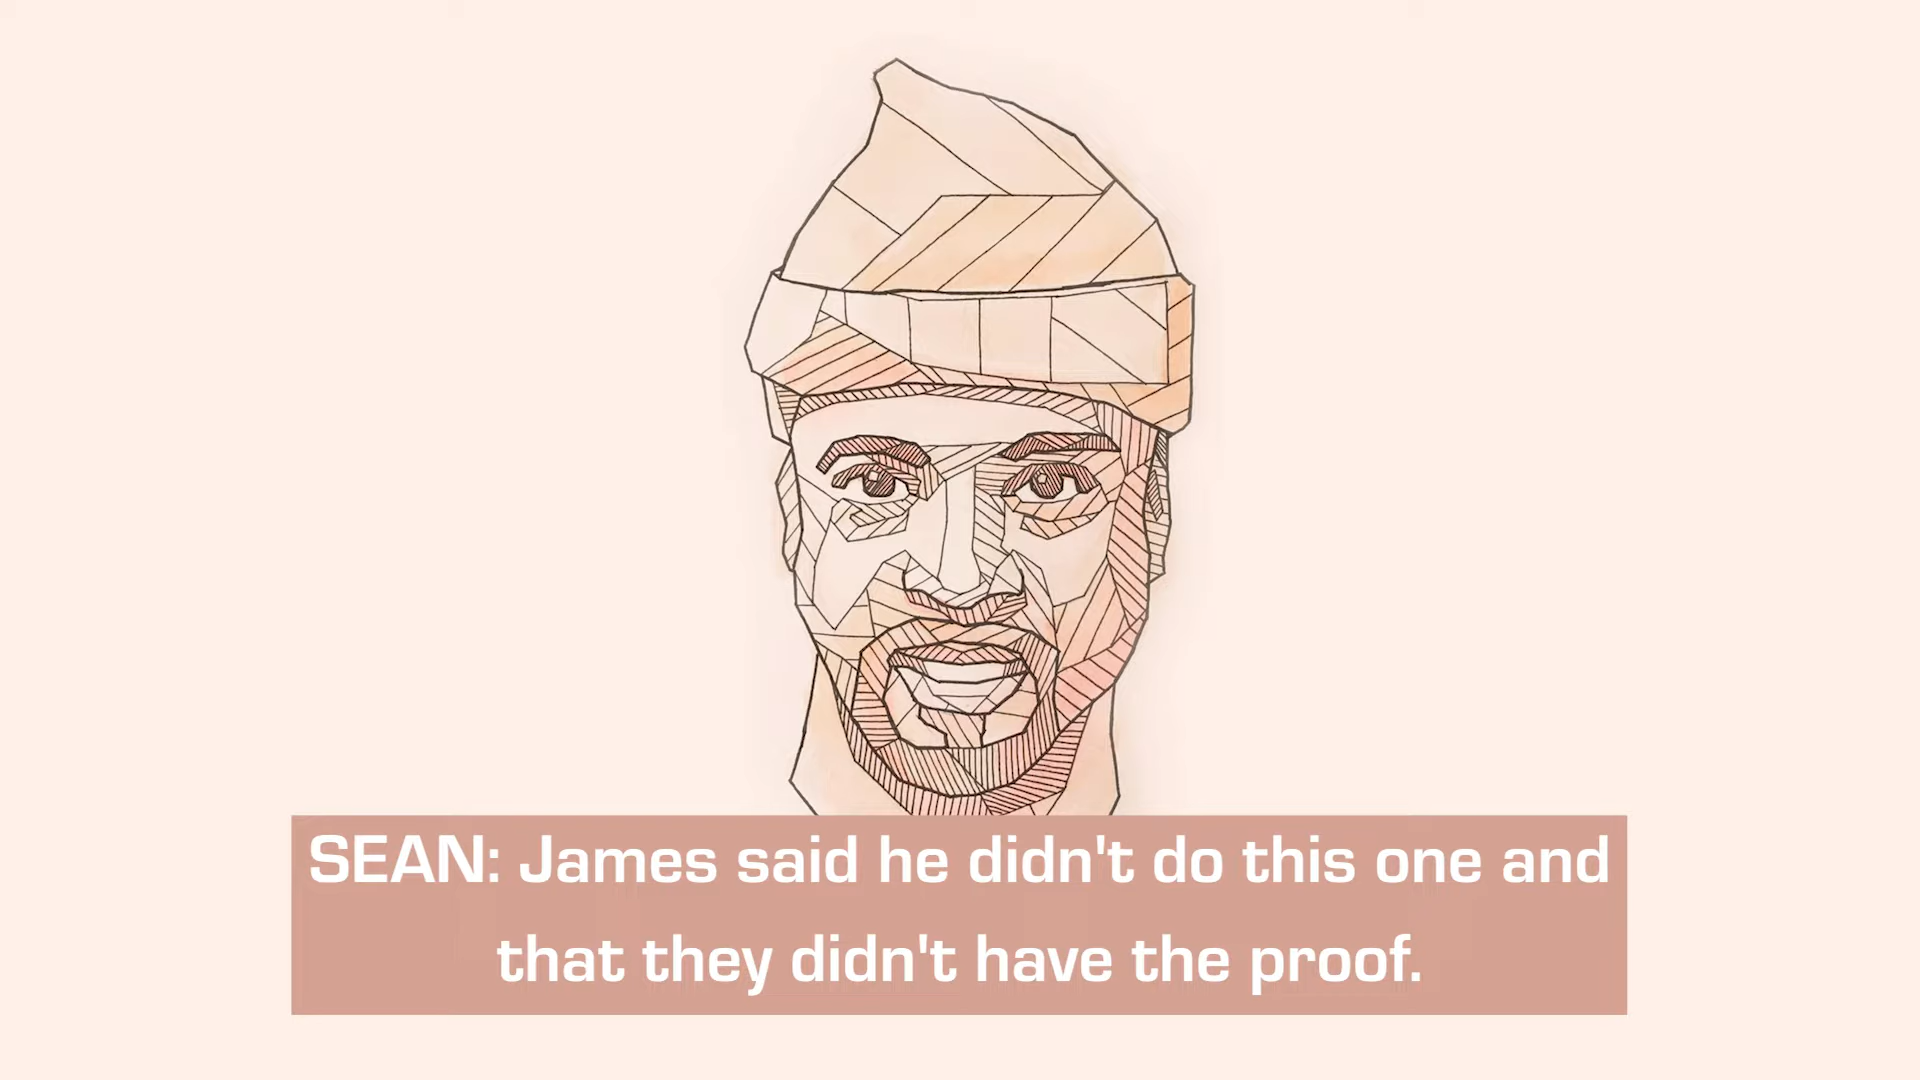 SEAN: James said he didn't do this one and
that they didn't have the proof.